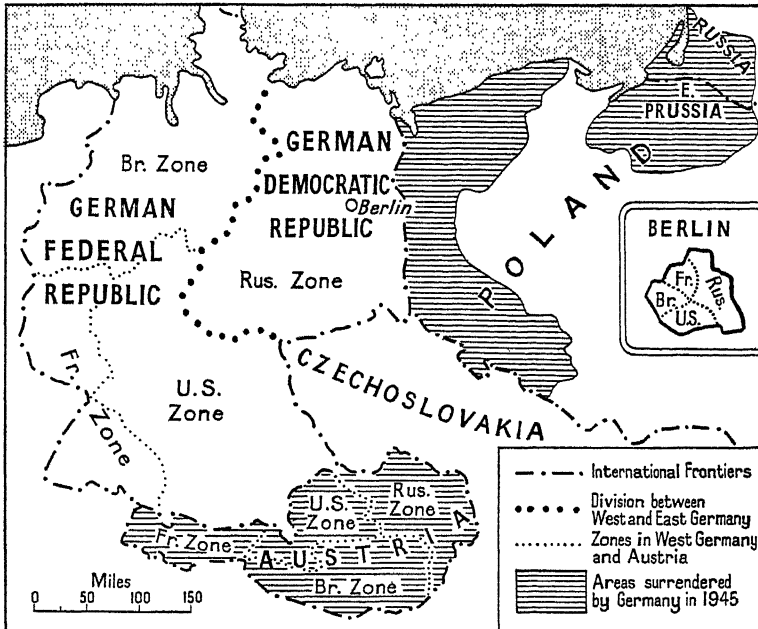 RUSSIA
E.
PRUSSIA
Br. Zone
GERMAN
FEDERAL
REPUBLIC
GERMAN
DEMOCRATIC
Berlin
REPUBLIC
Rus. Zone
POLAND
BERLIN
Fr.
Rus.
Br.
U.S.
Fr. Zone
U.S.
Zone
CZECHOSLOVAKIA
U.S.
Zone
Rus.
Zone
Fr. Zone
AUSTRIA
Br. Zone
Miles
0 50 100 150
International Frontiers
Division between
West and East Germany
Zones in West Germany
and Austria
Areas surrendered
by Germany in 1945